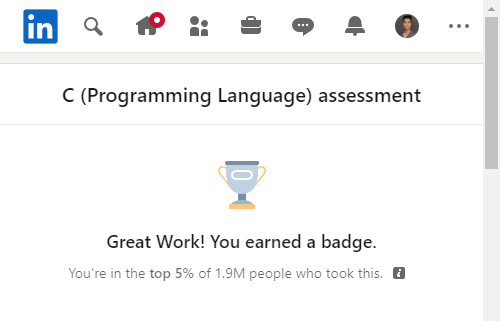 in
C (Programming Language) assessment
Great Work! You earned a badge.
You're in the top 5% of 1.9M people who took this. i